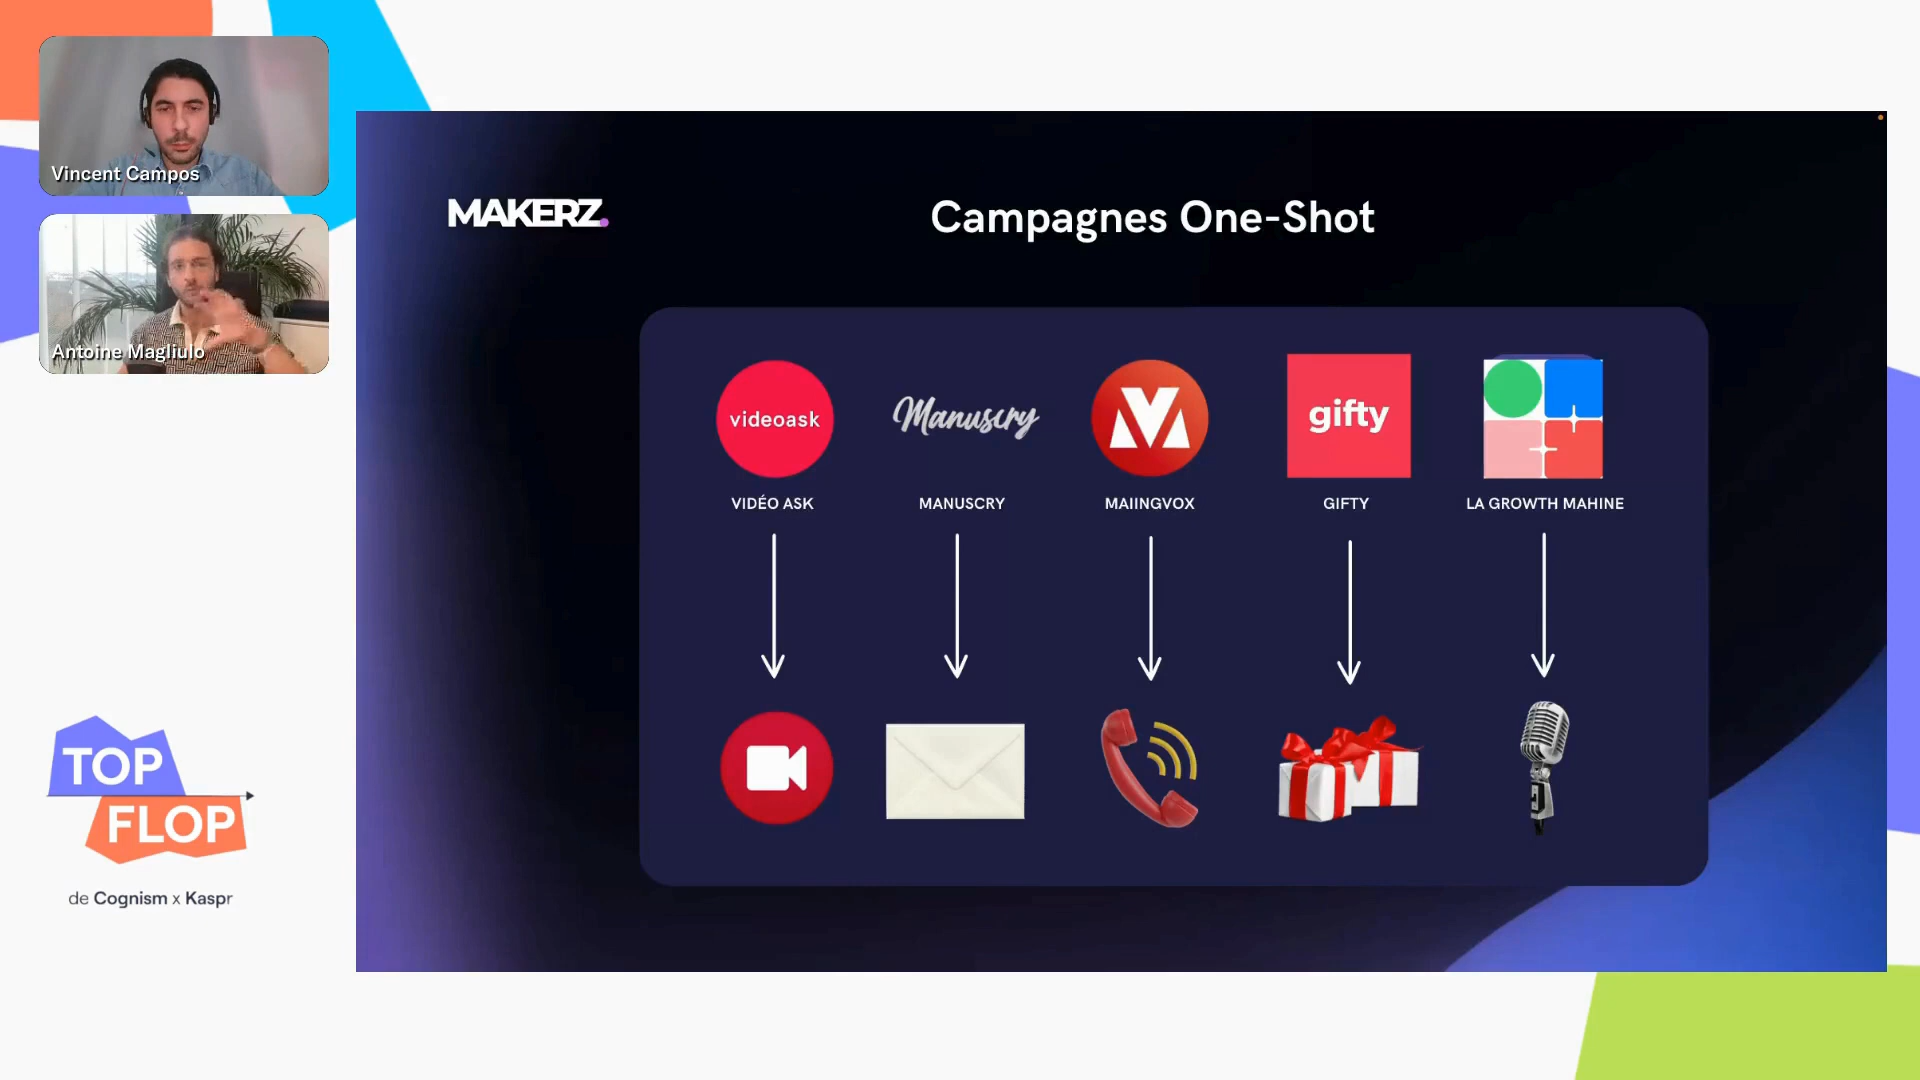 Vincent Campos
Antoine Magliulo
MAKERZ.
Campagnes One-Shot
videoask
Manuscry
gifty
VIDÉO ASK
MANUSCRY
MAIINGVOX
GIFTY
LA GROWTH MAHINE
TOP
FLOP
de Cognism x Kaspr